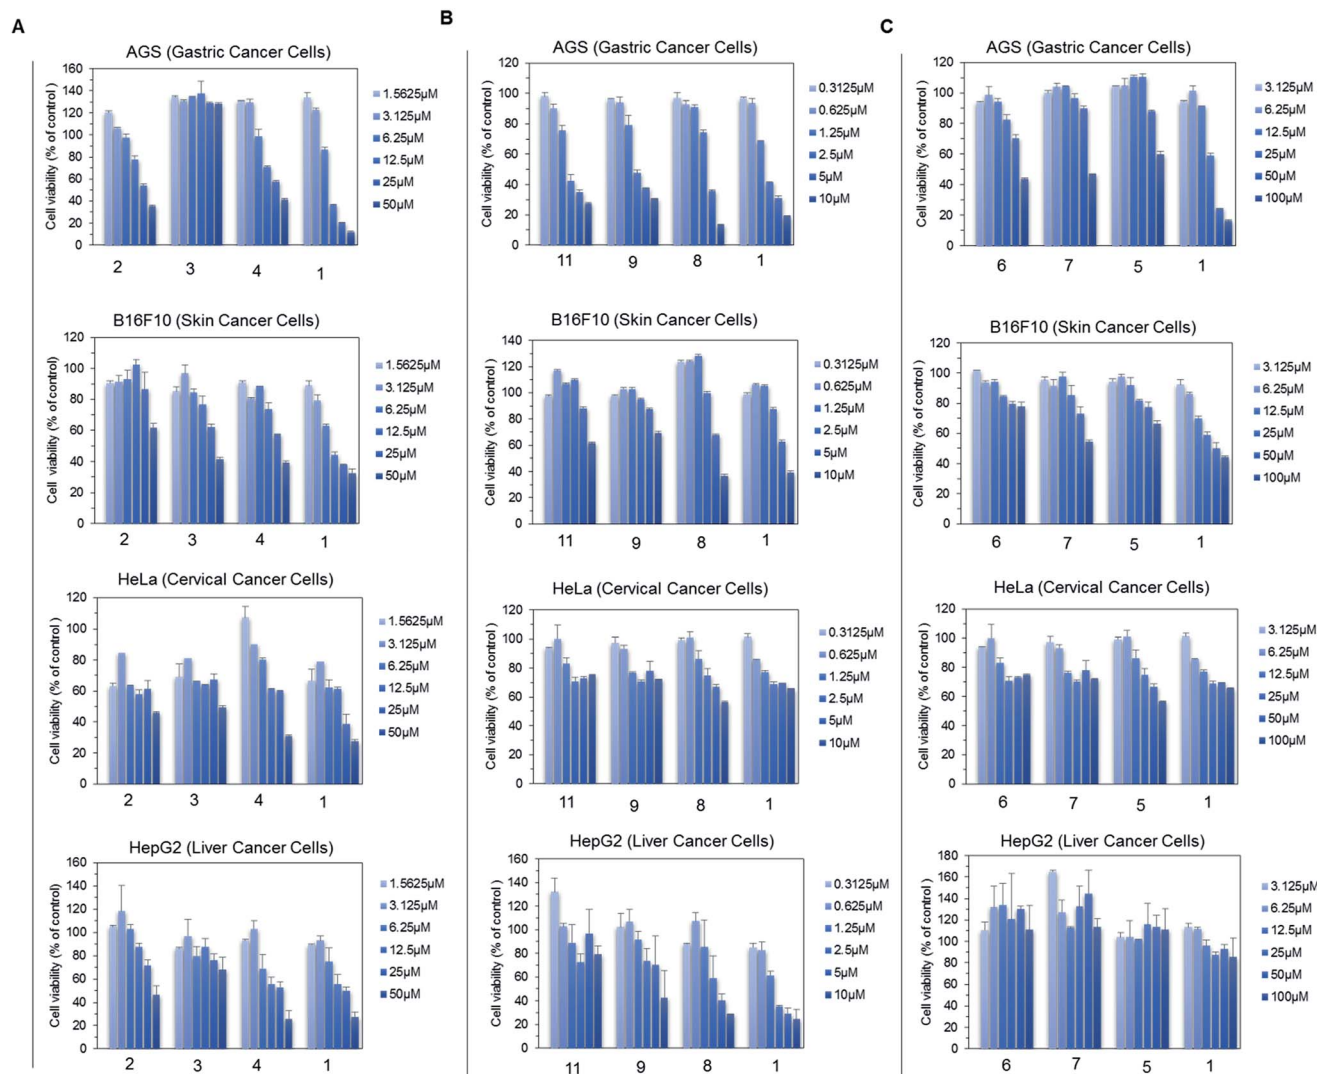 A
AGS (Gastric Cancer Cells)
Cell viability (% of control)
160
140
120
100
80
60
40
20
0
2 3 4 1
1.5625µM
3.125µM
6.25µM
12.5µM
25µM
50µM
B16F10 (Skin Cancer Cells)
Cell viability (% of control)
120
100
80
60
40
20
0
2 3 4 1
1.5625µM
3.125µM
6.25µM
12.5µM
25µM
50µM
HeLa (Cervical Cancer Cells)
Cell viability (% of control)
120
100
80
60
40
20
0
2 3 4 1
1.5625µM
3.125µM
6.25µM
12.5µM
25µM
50µM
HepG2 (Liver Cancer Cells)
Cell viability (% of control)
160
140
120
100
80
60
40
20
0
2 3 4 1
1.5625µM
3.125µM
6.25µM
12.5µM
25µM
50µM
B
AGS (Gastric Cancer Cells)
Cell viability (% of control)
120
100
80
60
40
20
0
11 9 8 1
0.3125µM
0.625µM
1.25µM
2.5µM
5µM
10µM
B16F10 (Skin Cancer Cells)
Cell viability (% of control)
140
120
100
80
60
40
20
0
11 9 8 1
0.3125µM
0.625µM
1.25µM
2.5µM
5µM
10µM
HeLa (Cervical Cancer Cells)
Cell viability (% of control)
120
100
80
60
40
20
0
11 9 8 1
0.3125µM
0.625µM
1.25µM
2.5µM
5µM
10µM
HepG2 (Liver Cancer Cells)
Cell viability (% of control)
160
140
120
100
80
60
40
20
0
11 9 8 1
0.3125µM
0.625µM
1.25µM
2.5µM
5µM
10µM
C
AGS (Gastric Cancer Cells)
Cell viability (% of control)
120
100
80
60
40
20
0
6 7 5 1
3.125µM
6.25µM
12.5µM
25µM
50µM
100µM
B16F10 (Skin Cancer Cells)
Cell viability (% of control)
120
100
80
60
40
20
0
6 7 5 1
3.125µM
6.25µM
12.5µM
25µM
50µM
100µM
HeLa (Cervical Cancer Cells)
Cell viability (% of control)
120
100
80
60
40
20
0
6 7 5 1
3.125µM
6.25µM
12.5µM
25µM
50µM
100µM
HepG2 (Liver Cancer Cells)
Cell viability (% of control)
180
160
140
120
100
80
60
40
20
0
6 7 5 1
3.125µM
6.25µM
12.5µM
25µM
50µM
100µM